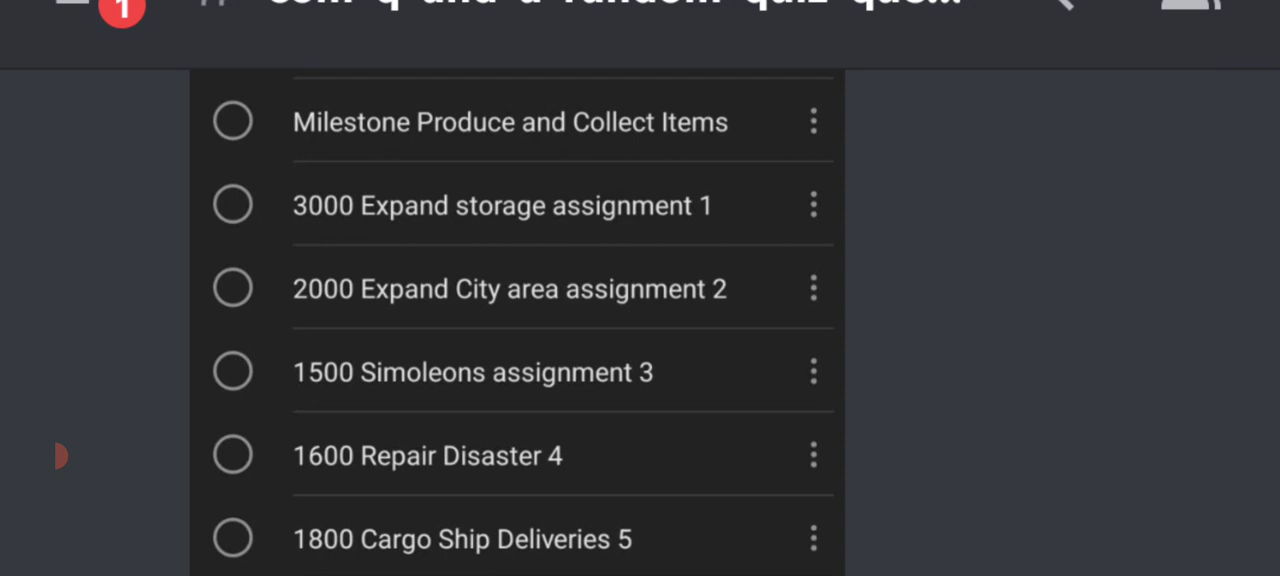 1
Milestone Produce and Collect Items
3000 Expand storage assignment 1
2000 Expand City area assignment 2
1500 Simoleons assignment 3
1600 Repair Disaster 4
1800 Cargo Ship Deliveries 5